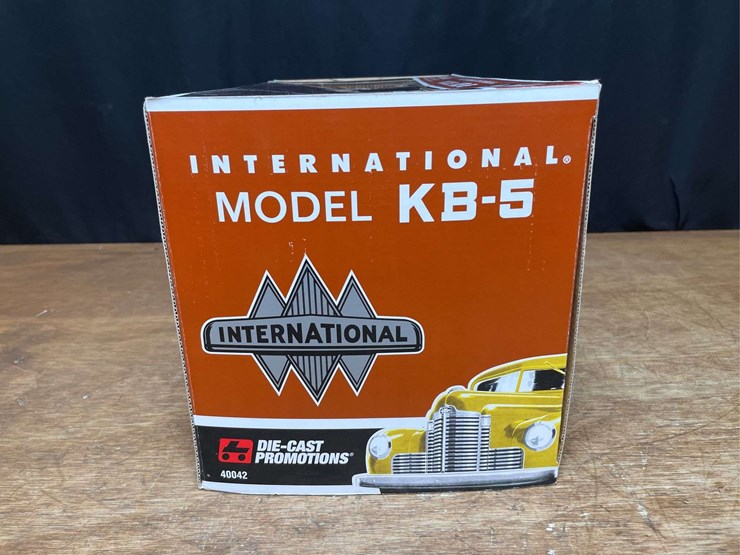 INTERNATIONAL®
MODEL KB-5
INTERNATIONAL
DIE-CAST
PROMOTIONS®
40042